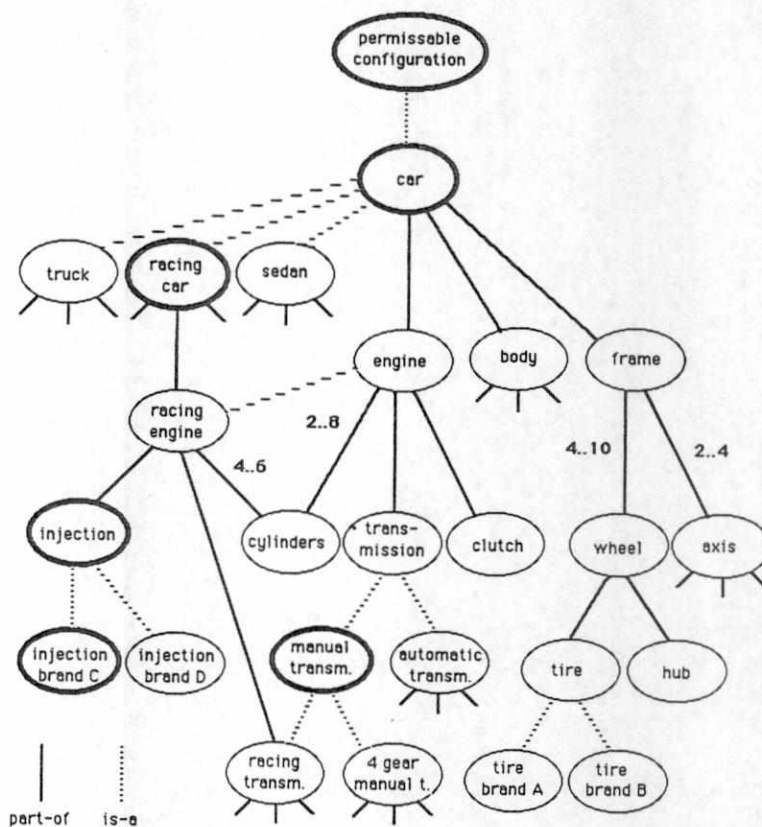 permissable
configuration
car
truck
racing
car
sedan
engine
body
frame
racing
engine
2..8
4..6
4..10
2..4
injection
cylinders
trans-
mission
clutch
wheel
axis
injection
brand C
injection
brand D
manual
transm.
automatic
transm.
tire
hub
racing
transm.
4 gear
manual t.
tire
brand A
tire
brand B
part-of
is-a